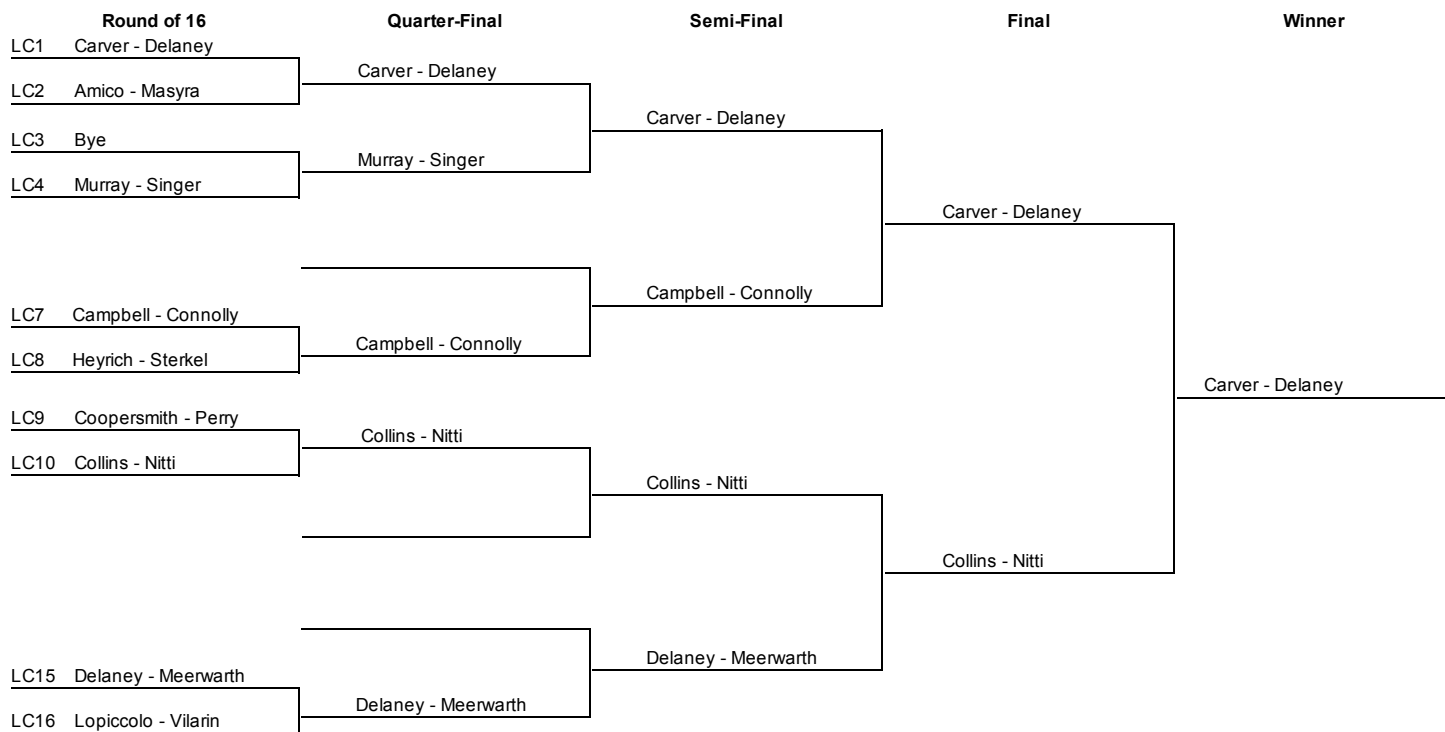 Round of 16 Quarter-Final Semi-Final Final Winner
LC1 Carver - Delaney
Carver - Delaney
LC2 Amico - Masyra
Carver - Delaney
LC3 Bye
Murray - Singer
LC4 Murray - Singer
Carver - Delaney
Campbell - Connolly
LC7 Campbell - Connolly
Campbell - Connolly
LC8 Heyrich - Sterkel
Carver - Delaney
LC9 Coopersmith - Perry
Collins - Nitti
LC10 Collins - Nitti
Collins - Nitti
Collins - Nitti
Delaney - Meerwarth
LC15 Delaney - Meerwarth
Delaney - Meerwarth
LC16 Lopiccolo - Vilarin